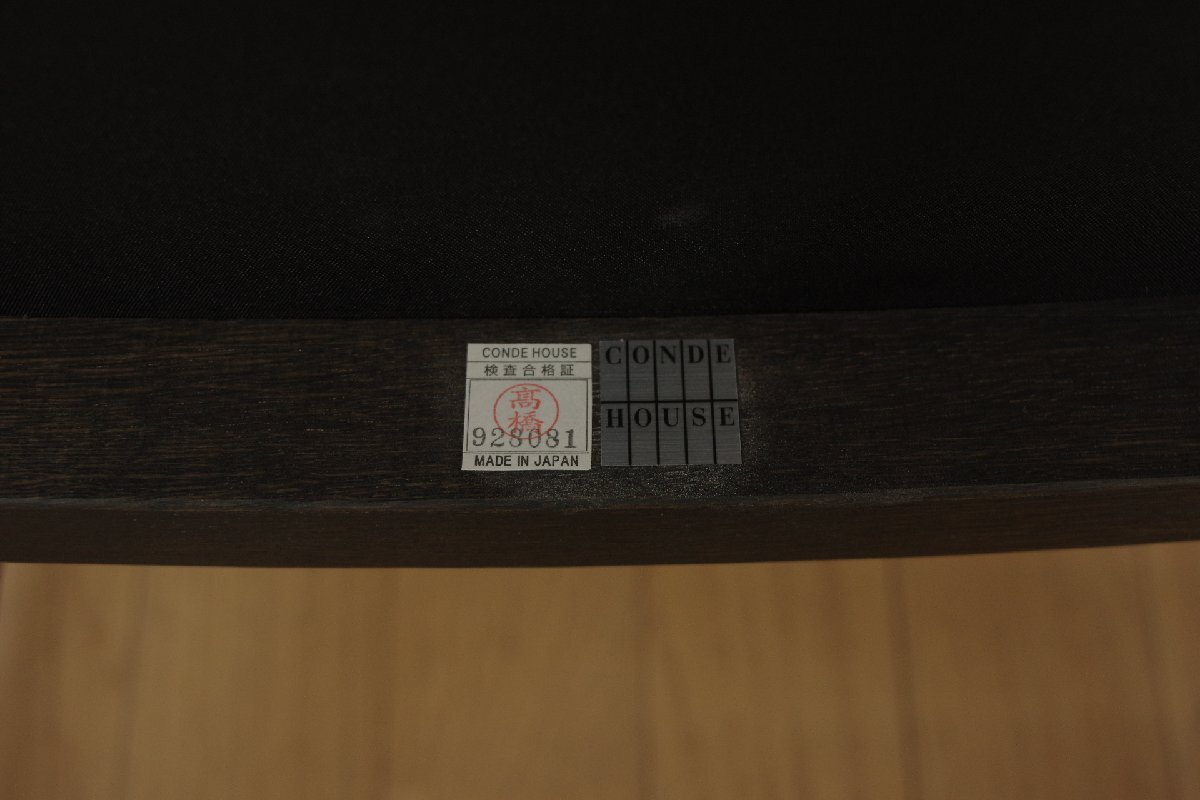 CONDE HOUSE
検査合格証
高橋
928081
MADE IN JAPAN
CONDE
HOUSE